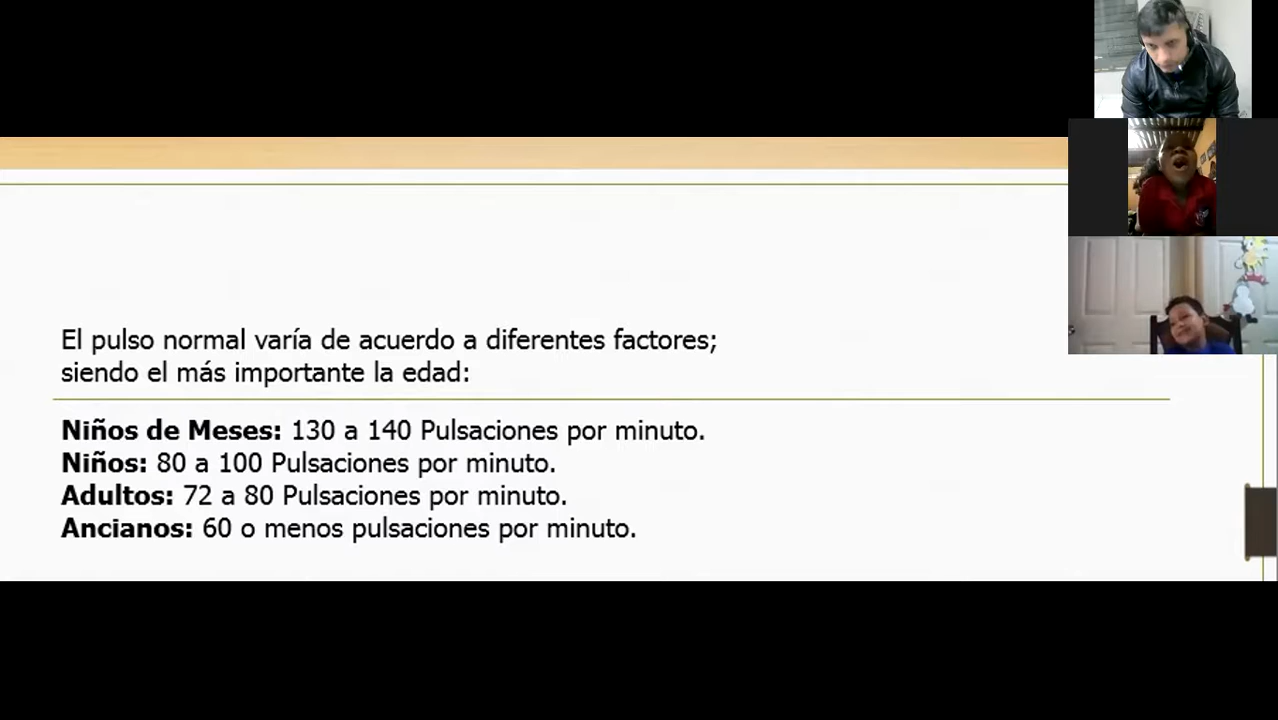 El pulso normal varía de acuerdo a diferentes factores;
siendo el más importante la edad:
Niños de Meses: 130 a 140 Pulsaciones por minuto.
Niños: 80 a 100 Pulsaciones por minuto.
Adultos: 72 a 80 Pulsaciones por minuto.
Ancianos: 60 o menos pulsaciones por minuto.